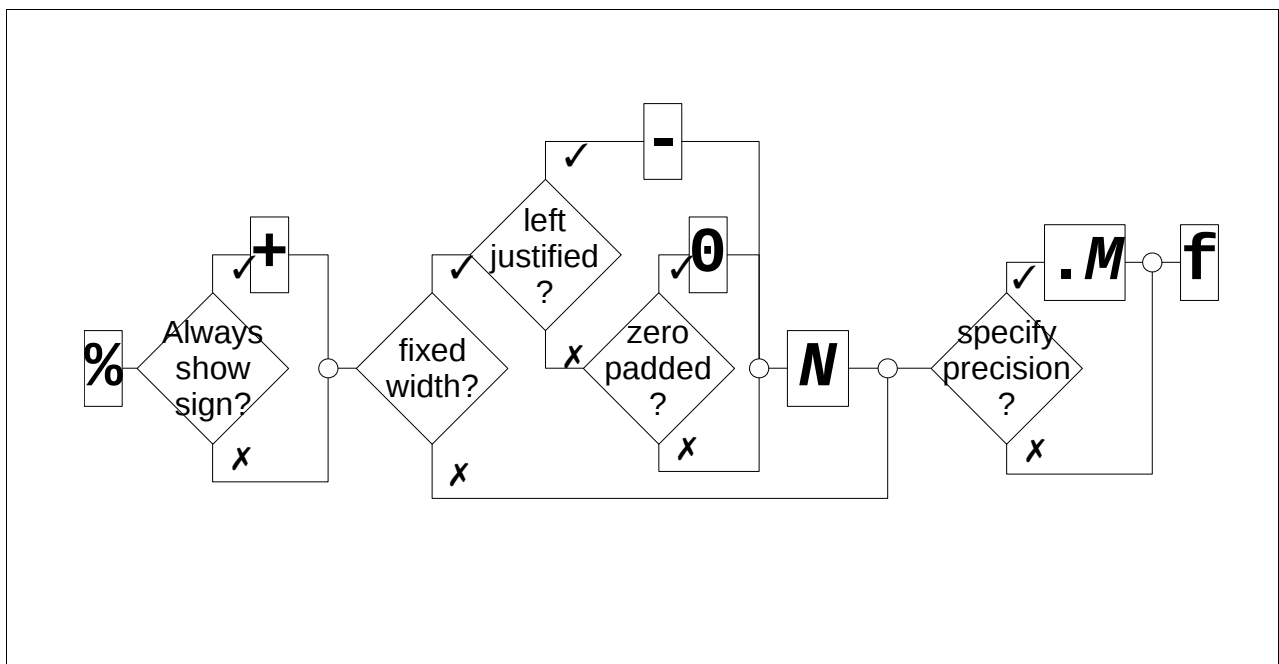 %
Always
show
sign?
✓
+
✗
fixed
width?
✓
✗
left
justified
?
✓
-
✗
zero
padded
?
✓
0
✗
N
specify
precision
?
✓
.M
✗
f